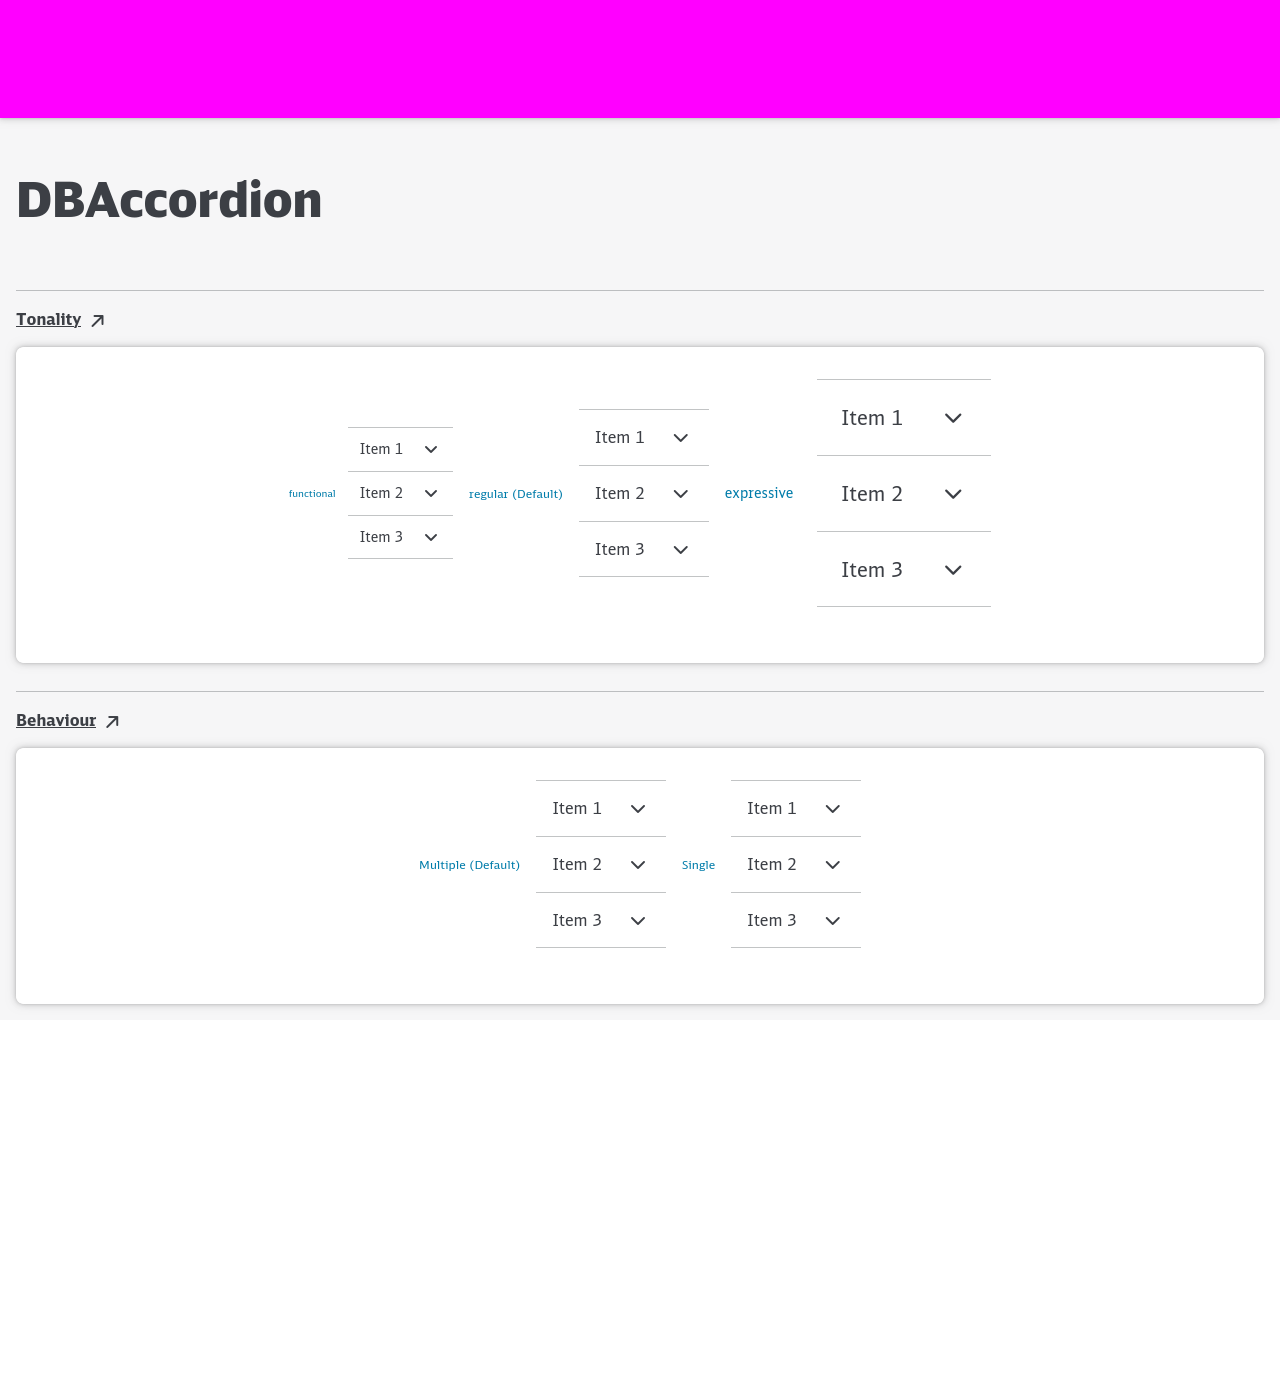 DBAccordion
Tonality
functional
Item 1
Item 2
Item 3
regular (Default)
Item 1
Item 2
Item 3
expressive
Item 1
Item 2
Item 3
Behaviour
Multiple (Default)
Item 1
Item 2
Item 3
Single
Item 1
Item 2
Item 3